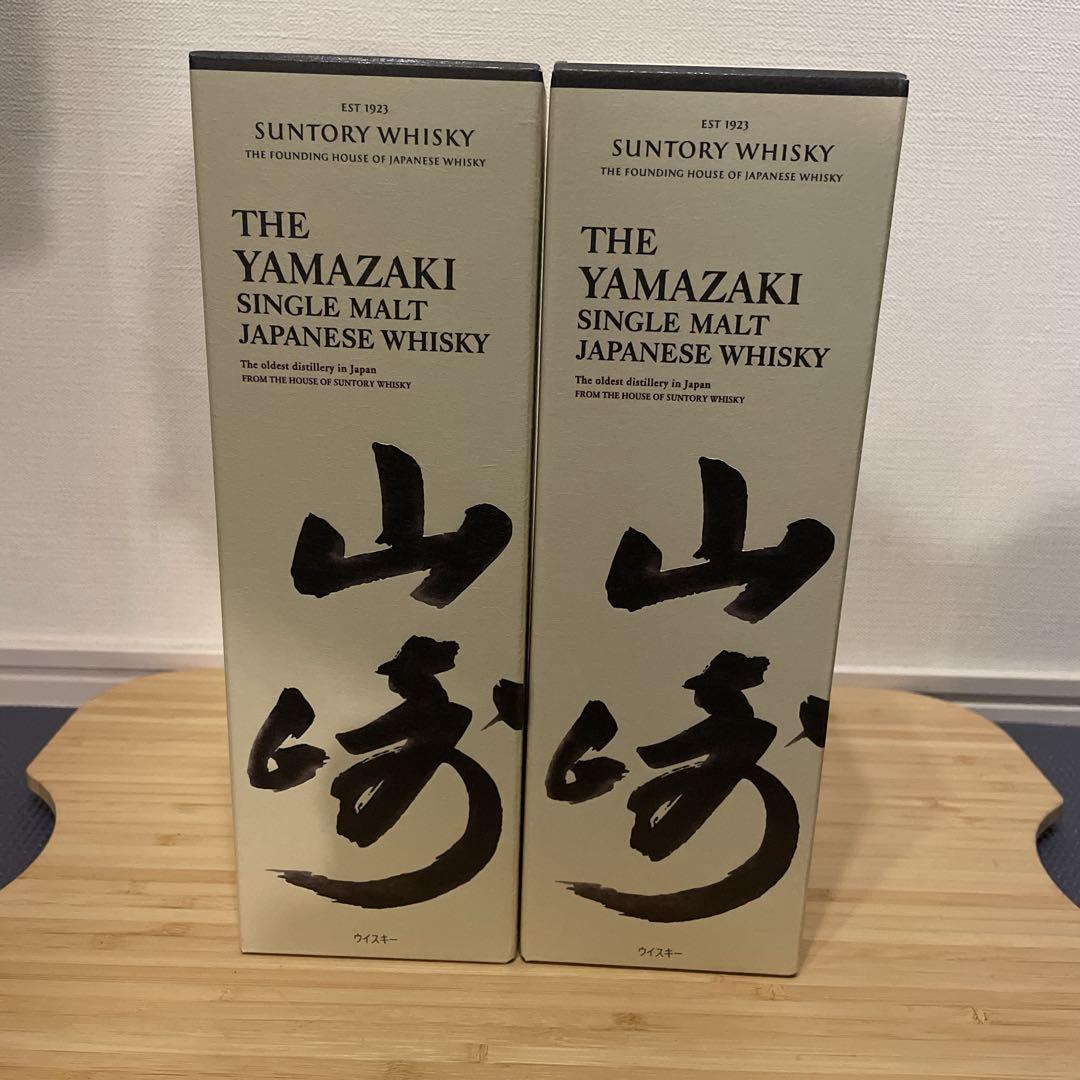 EST 1923
SUNTORY WHISKY
THE FOUNDING HOUSE OF JAPANESE WHISKY
THE
YAMAZAKI
SINGLE MALT
JAPANESE WHISKY
The oldest distillery in Japan
FROM THE HOUSE OF SUNTORY WHISKY
山
崎
ウイスキー
EST 1923
SUNTORY WHISKY
THE FOUNDING HOUSE OF JAPANESE WHISKY
THE
YAMAZAKI
SINGLE MALT
JAPANESE WHISKY
The oldest distillery in Japan
FROM THE HOUSE OF SUNTORY WHISKY
山
崎
ウイスキー